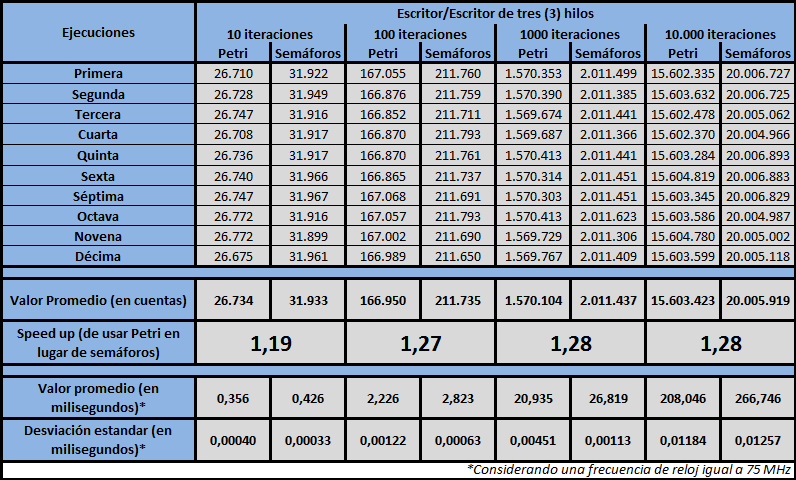 Ejecuciones
Escritor/Escritor de tres (3) hilos
10 iteraciones 100 iteraciones 1000 iteraciones 10.000 iteraciones
Petri Semáforos Petri Semáforos Petri Semáforos Petri Semáforos
Primera 26.710 31.922 167.055 211.760 1.570.353 2.011.499 15.602.335 20.006.727
Segunda 26.728 31.949 166.876 211.759 1.570.390 2.011.385 15.603.632 20.006.725
Tercera 26.747 31.916 166.852 211.711 1.569.674 2.011.441 15.602.478 20.005.062
Cuarta 26.708 31.917 166.870 211.793 1.569.687 2.011.366 15.602.370 20.004.966
Quinta 26.736 31.917 166.870 211.761 1.570.413 2.011.441 15.603.284 20.006.893
Sexta 26.740 31.966 166.865 211.737 1.570.314 2.011.451 15.604.819 20.006.883
Séptima 26.747 31.967 167.068 211.691 1.570.303 2.011.451 15.603.345 20.006.829
Octava 26.772 31.916 167.057 211.793 1.570.413 2.011.623 15.603.586 20.004.987
Novena 26.772 31.899 167.002 211.690 1.569.729 2.011.306 15.604.780 20.005.002
Décima 26.675 31.961 166.989 211.650 1.569.767 2.011.409 15.603.599 20.005.118
Valor Promedio (en cuentas) 26.734 31.933 166.950 211.735 1.570.104 2.011.437 15.603.423 20.005.919
Speed up (de usar Petri en
lugar de semáforos) 1,19 1,27 1,28 1,28
Valor promedio (en
milisegundos)* 0,356 0,426 2,226 2,823 20,935 26,819 208,046 266,746
Desviación estandar (en
milisegundos)* 0,00040 0,00033 0,00122 0,00063 0,00451 0,00113 0,01184 0,01257
*Considerando una frecuencia de reloj igual a 75 MHz